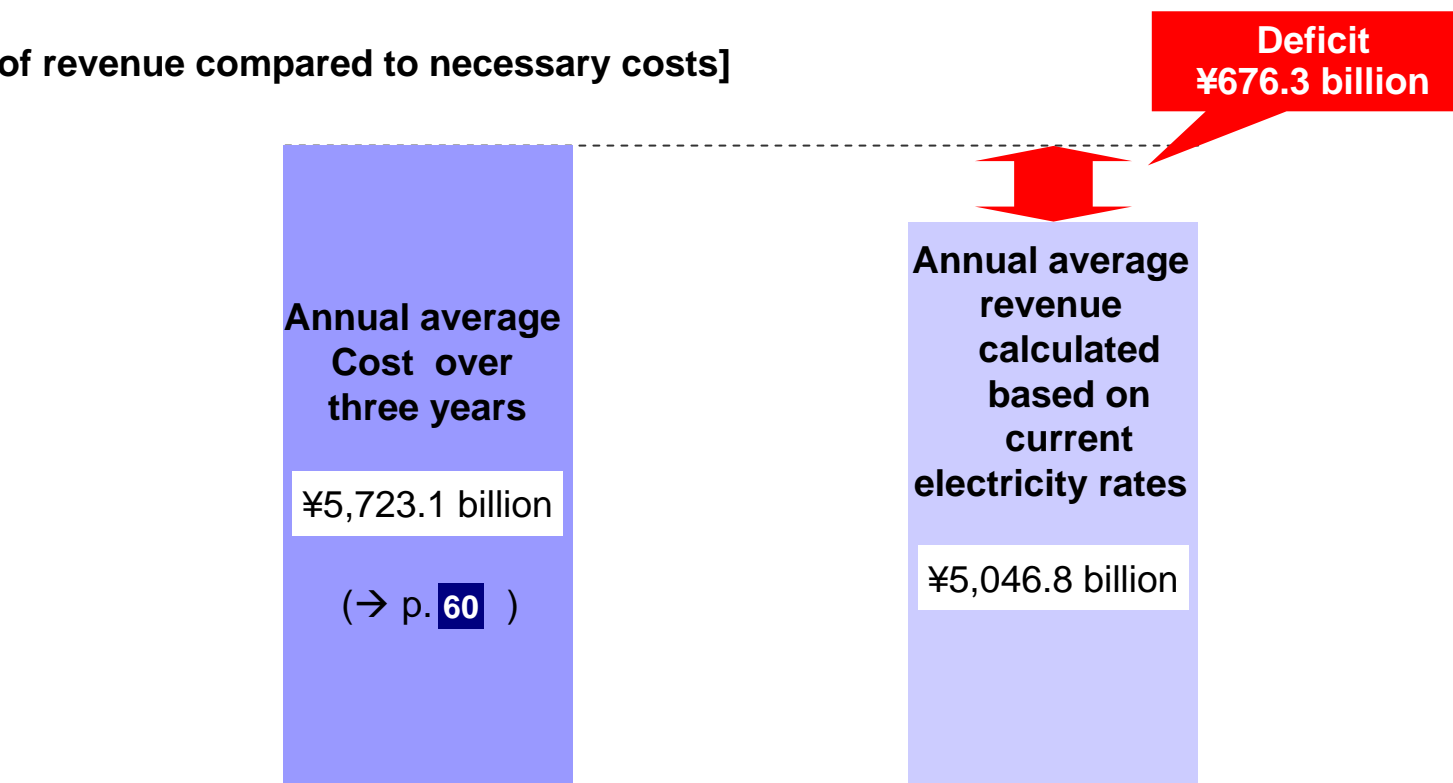 of revenue compared to necessary costs]
Deficit
¥676.3 billion
Annual average
Cost over
three years
¥5,723.1 billion
(→ p. 60 )
Annual average
revenue
calculated
based on
current
electricity rates
¥5,046.8 billion